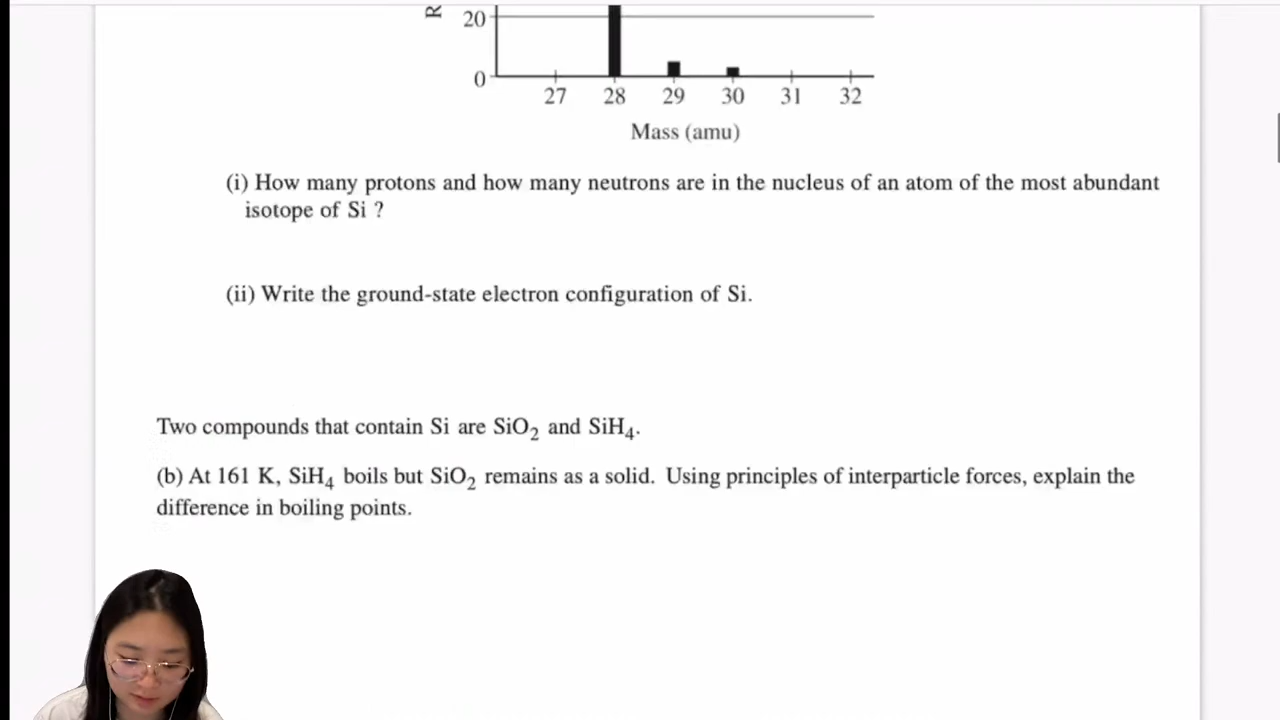 R
20
0
27 28 29 30 31 32
Mass (amu)
(i) How many protons and how many neutrons are in the nucleus of an atom of the most abundant
isotope of Si ?
(ii) Write the ground-state electron configuration of Si.
Two compounds that contain Si are SiO₂ and SiH₄.
(b) At 161 K, SiH₄ boils but SiO₂ remains as a solid. Using principles of interparticle forces, explain the
difference in boiling points.